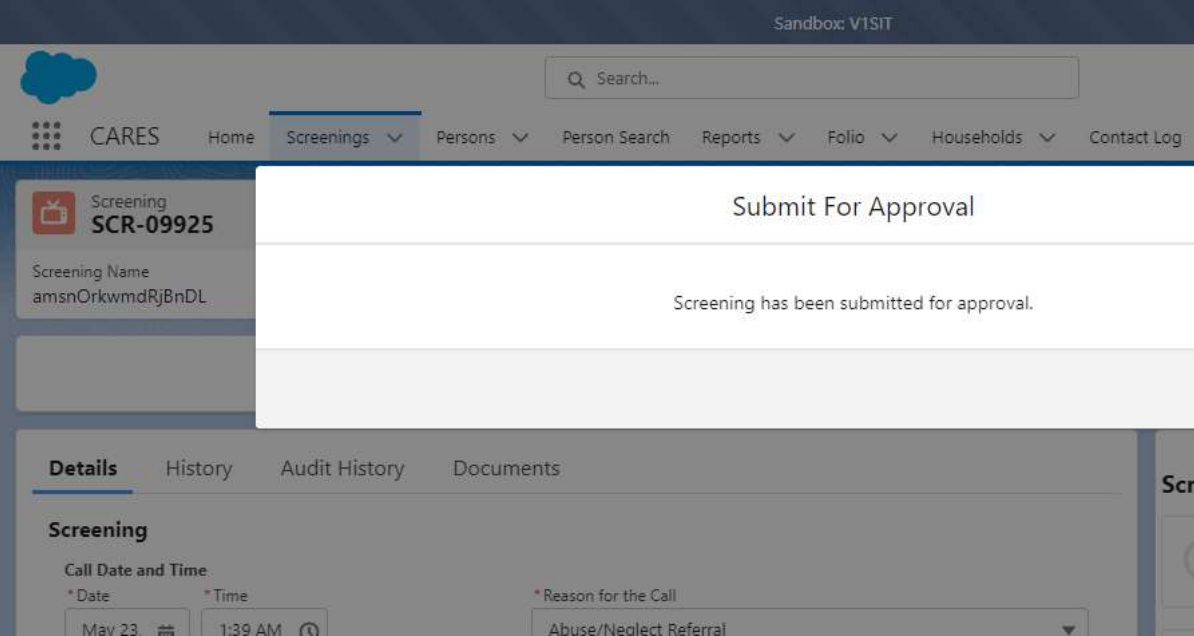 Sandbox: V1SIT
Search...
CARES Home Screenings Persons Person Search Reports Folio Households Contact Log
Screening
SCR-09925
Submit For Approval
Screening Name
amsnOrkwmdRjBnDL
Screening has been submitted for approval.
Details History Audit History Documents
Scr
Screening
Call Date and Time
*Date *Time *Reason for the Call
May 23, 1:39 AM Abuse/Neglect Referral